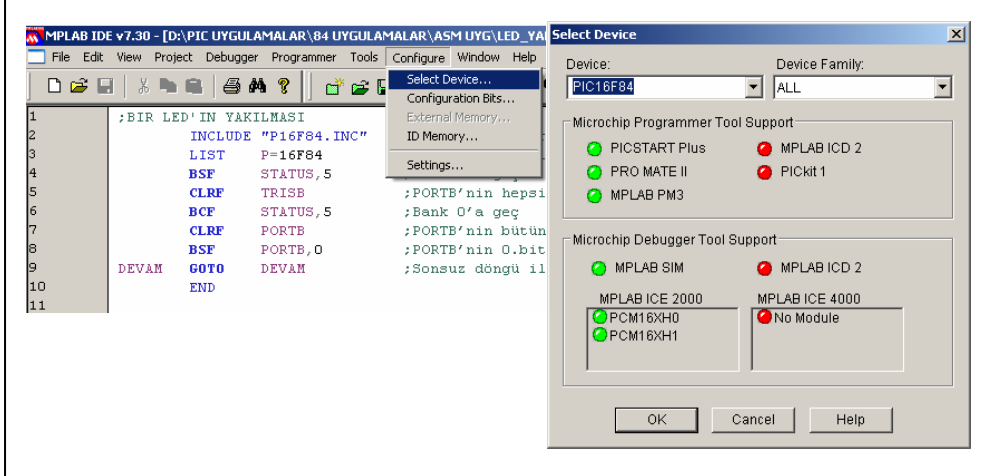 MPLAB IDE v7.30 - [D:\PIC UYGULAMALAR\84 UYGULAMALAR\ASM UYG\LED_YA
File Edit View Project Debugger Programmer Tools Configure Window Help
Select Device...
Configuration Bits...
External Memory...
ID Memory...
Settings...
1 ;BIR LED'IN YAKILMASI
2 INCLUDE "P16F84.INC"
3 LIST P=16F84
4 BSF STATUS,5
5 CLRF TRISB ;PORTB'nin hepsi
6 BCF STATUS,5 ;Bank 0'a geç
7 CLRF PORTB ;PORTB'nin bütün
8 BSF PORTB,0 ;PORTB'nin 0.bit
9 DEVAM GOTO DEVAM ;Sonsuz döngü il
10 END
11
Select Device
Device: Device Family:
PIC16F84 ALL
Microchip Programmer Tool Support
PICSTART Plus MPLAB ICD 2
PRO MATE II PICkit 1
MPLAB PM3
Microchip Debugger Tool Support
MPLAB SIM MPLAB ICD 2
MPLAB ICE 2000 MPLAB ICE 4000
PCM16XH0 No Module
PCM16XH1
OK Cancel Help